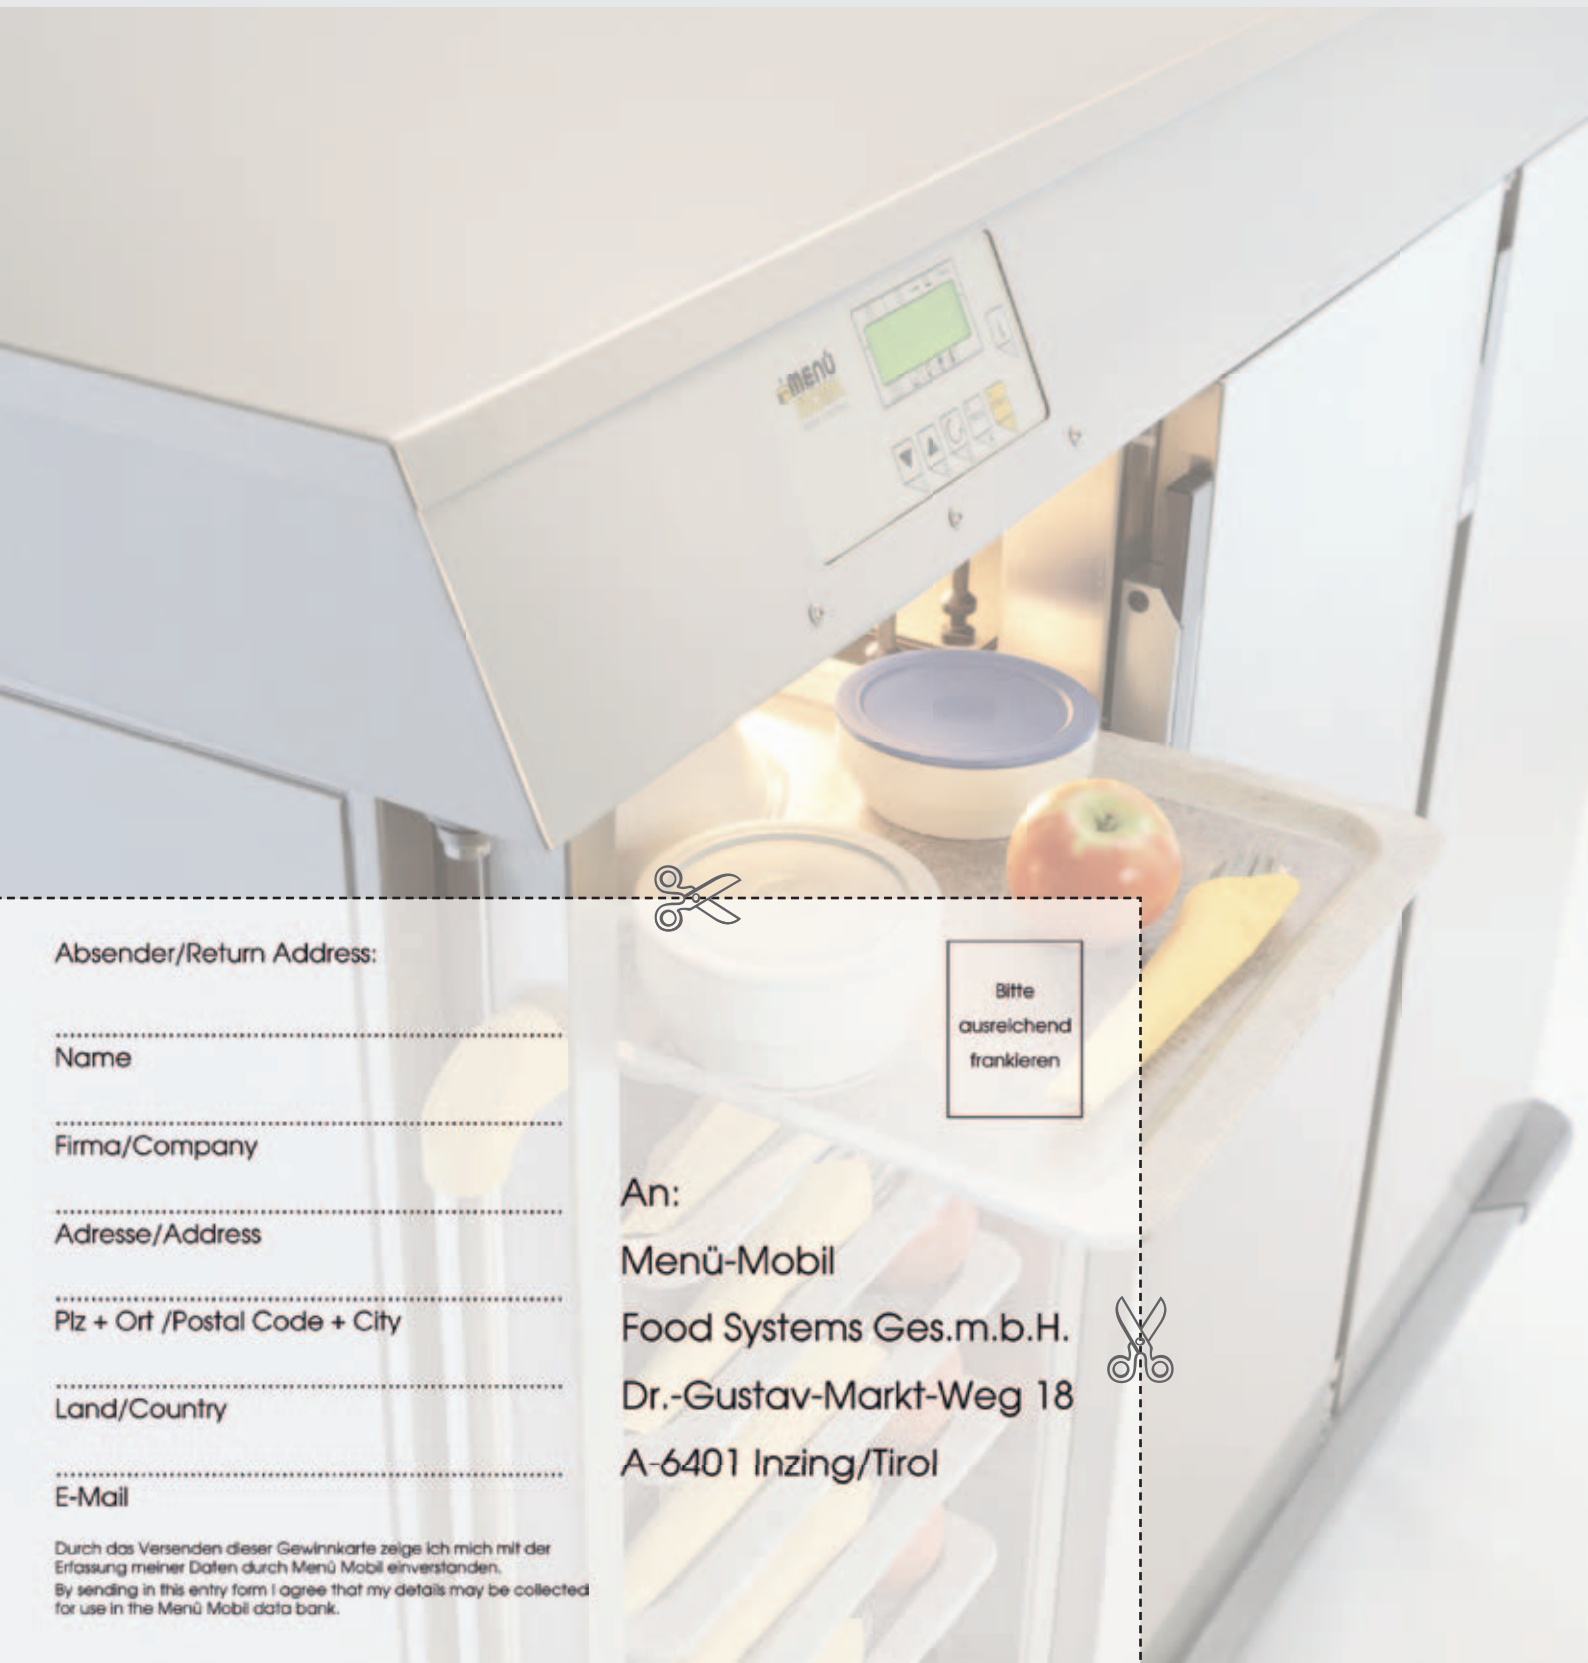 MENÜ
Absender/Return Address:
Name
Firma/Company
Adresse/Address
Plz + Ort /Postal Code + City
Land/Country
E-Mail
Durch das Versenden dieser Gewinnkarte zeige ich mich mit der
Erfassung meiner Daten durch Menü Mobil einverstanden.
By sending in this entry form I agree that my details may be collected
for use in the Menü Mobil data bank.
Bitte
ausreichend
frankieren
An:
Menü-Mobil
Food Systems Ges.m.b.H.
Dr.-Gustav-Markt-Weg 18
A-6401 Inzing/Tirol